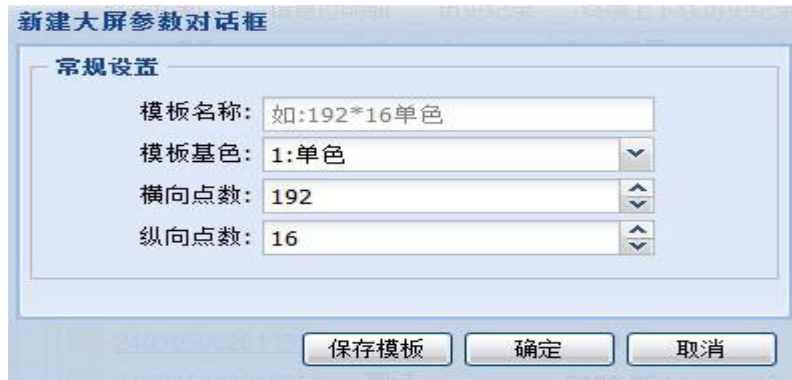 新建大屏参数对话框
常规设置
模板名称: 如:192*16单色
模板基色: 1:单色
横向点数: 192
纵向点数: 16
保存模板 确定 取消